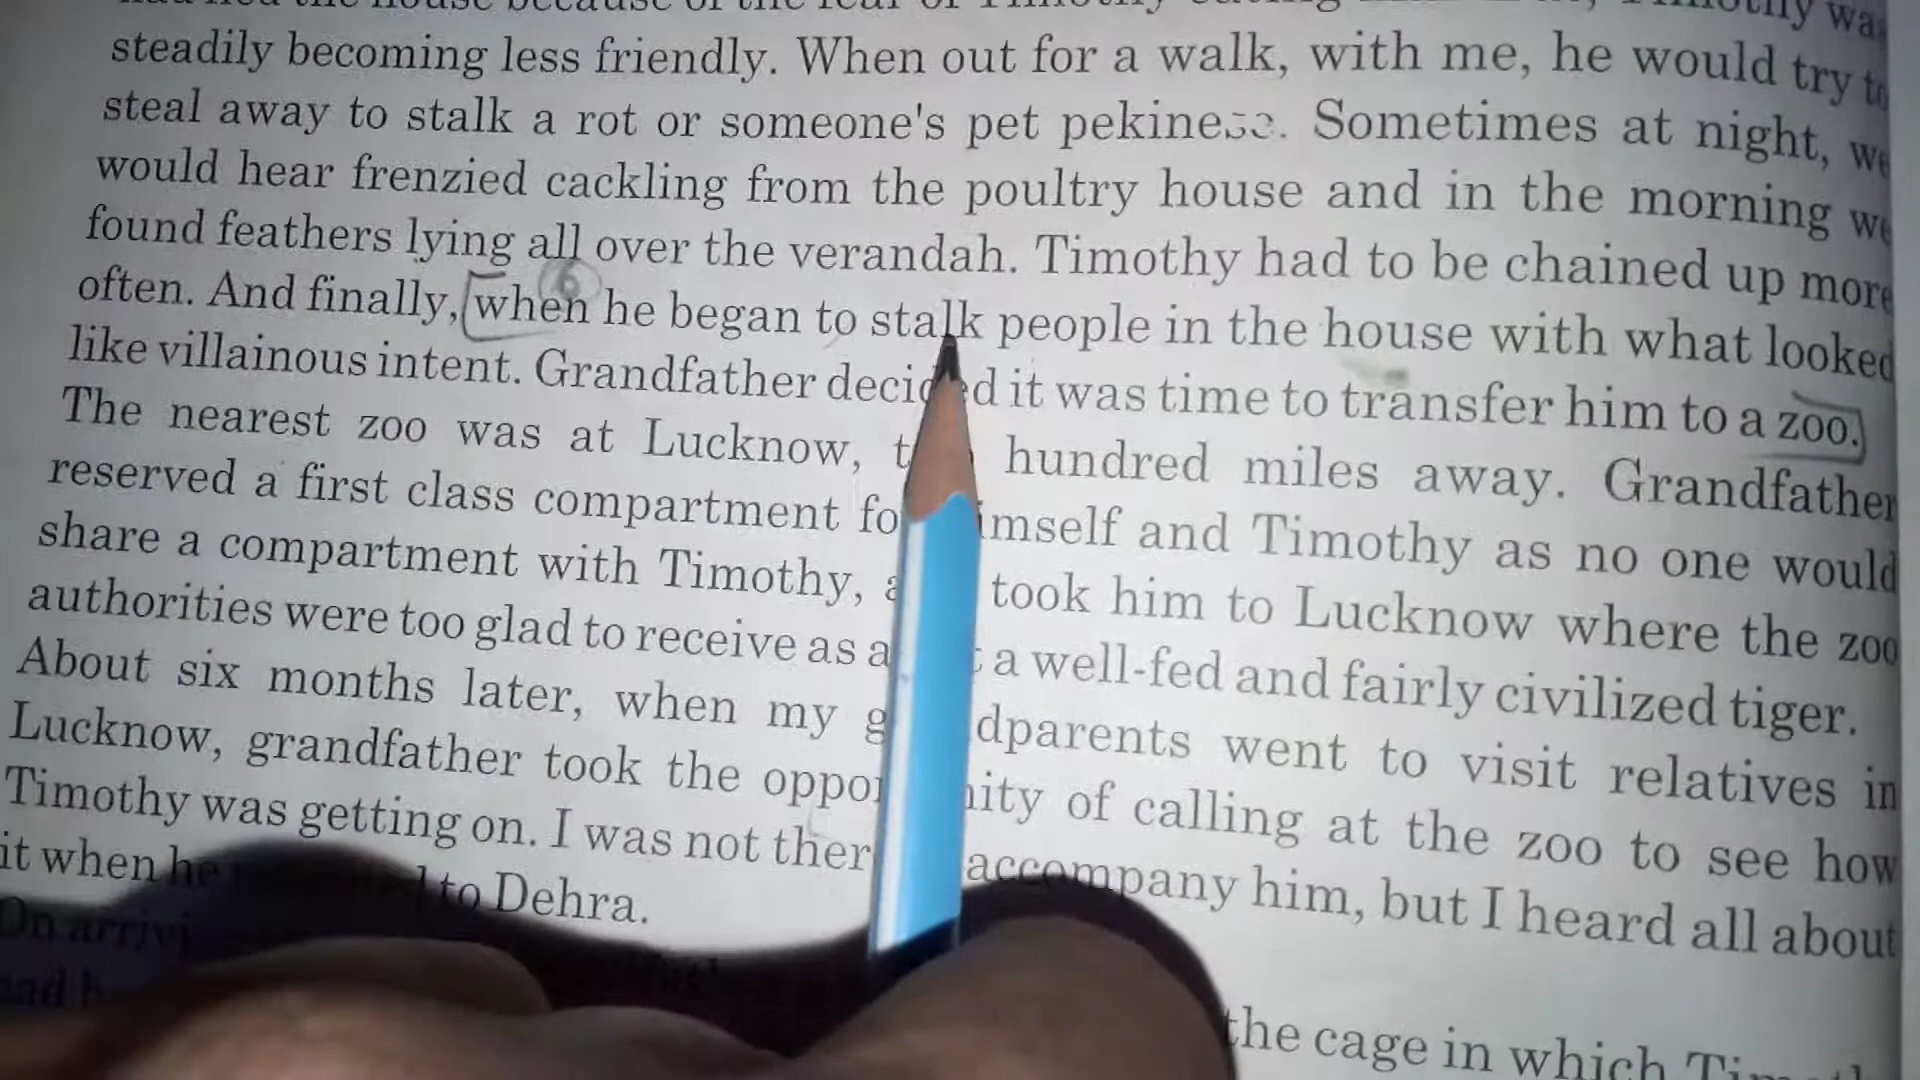 steadily becoming less friendly. When out for a walk, with me, he would try to
steal away to stalk a rot or someone's pet pekinese. Sometimes at night, we
would hear frenzied cackling from the poultry house and in the morning we
found feathers lying all over the verandah. Timothy had to be chained up more
6
often. And finally, when he began to stalk people in the house with what looked
like villainous intent. Grandfather decided it was time to transfer him to a zoo.
The nearest zoo was at Lucknow, hundred miles away. Grandfather
reserved a first class compartment for himself and Timothy as no one would
share a compartment with Timothy, took him to Lucknow where the zoo
authorities were too glad to receive as a well-fed and fairly civilized tiger.
About six months later, when my grandparents went to visit relatives in
Lucknow, grandfather took the opportunity of calling at the zoo to see how
Timothy was getting on. I was not there accompany him, but I heard all about
it when he to Dehra.
the cage in which